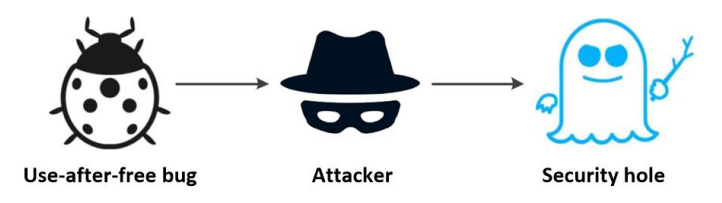 Use-after-free bug
Attacker
Security hole